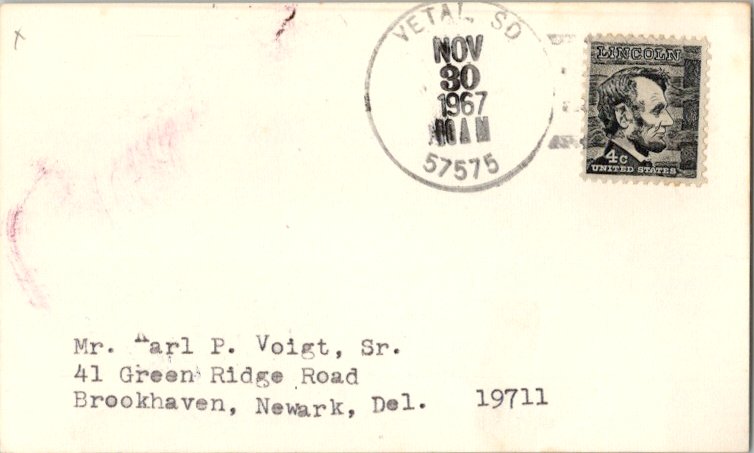 VETAL SD
NOV
30
1967
57575
LINCOLN
4c
UNITED STATES
Mr. Karl P. Voigt, Sr.
41 Green Ridge Road
Brookhaven, Newark, Del. 19711